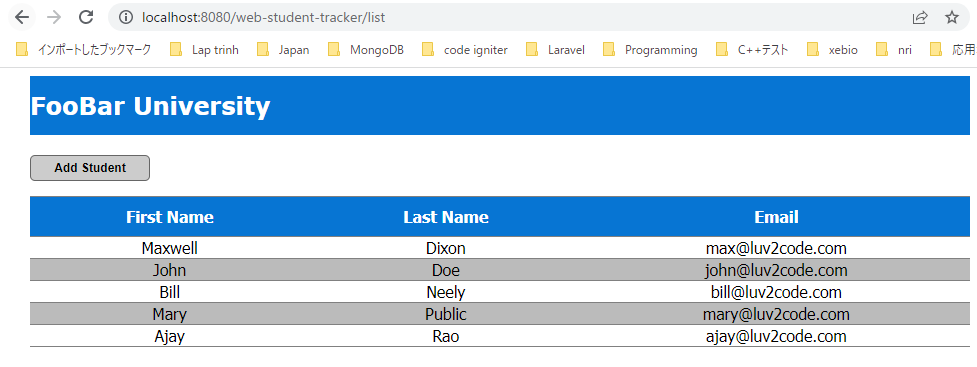 localhost:8080/web-student-tracker/list
インポートしたブックマーク Lap trinh Japan MongoDB code igniter Laravel Programming C++テスト xebio nri 応用
FooBar University
Add Student
First Name Last Name Email
Maxwell Dixon max@luv2code.com
John Doe john@luv2code.com
Bill Neely bill@luv2code.com
Mary Public mary@luv2code.com
Ajay Rao ajay@luv2code.com